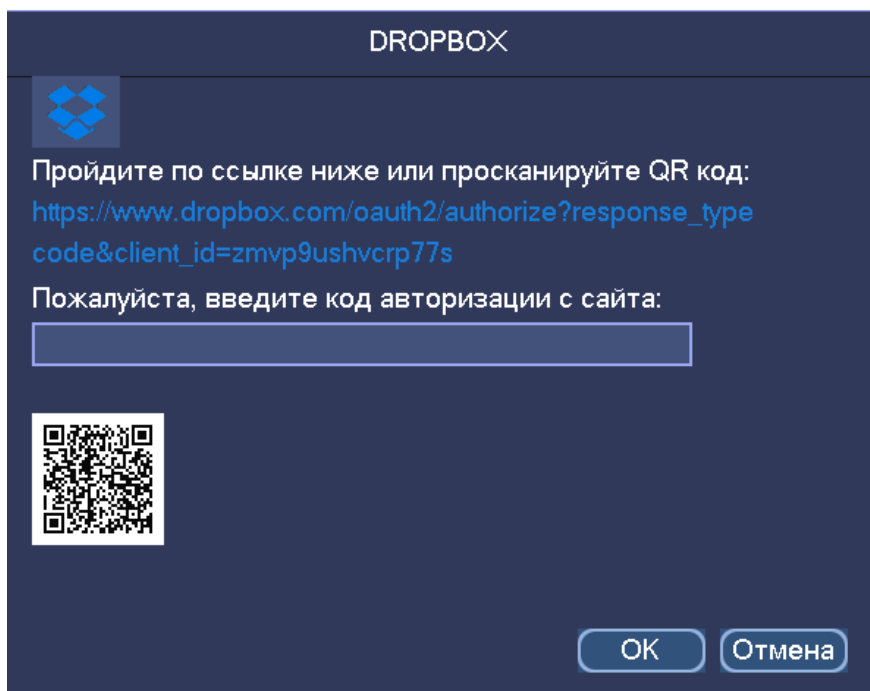 DROPBOX
Пройдите по ссылке ниже или просканируйте QR код:
https://www.dropbox.com/oauth2/authorize?response_type
code&client_id=zmvp9ushvcrp77s
Пожалуйста, введите код авторизации с сайта:
OK
Отмена